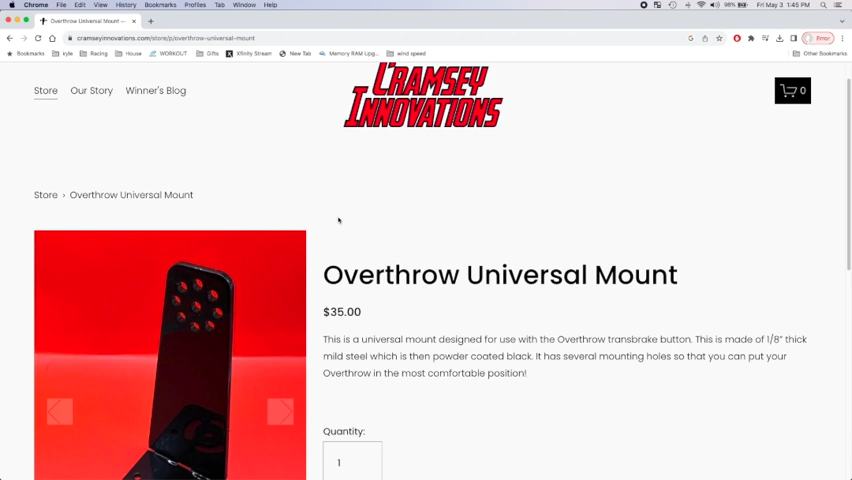 Chrome File Edit View History Bookmarks Profiles Tab Window Help
98% Fri May 3 1:45 PM
Overthrow Universal Mount —
cramseyinnovations.com/store/p/overthrow-universal-mount
Error
Bookmarks kyle Racing House WORKOUT Gifts Xfinity Stream New Tab Memory RAM Upg... wind speed Other Bookmarks
Store Our Story Winner's Blog
CRAMSEY
INNOVATIONS
0
Store › Overthrow Universal Mount
Overthrow Universal Mount
$35.00
This is a universal mount designed for use with the Overthrow transbrake button. This is made of 1/8" thick
mild steel which is then powder coated black. It has several mounting holes so that you can put your
Overthrow in the most comfortable position!
Quantity:
1